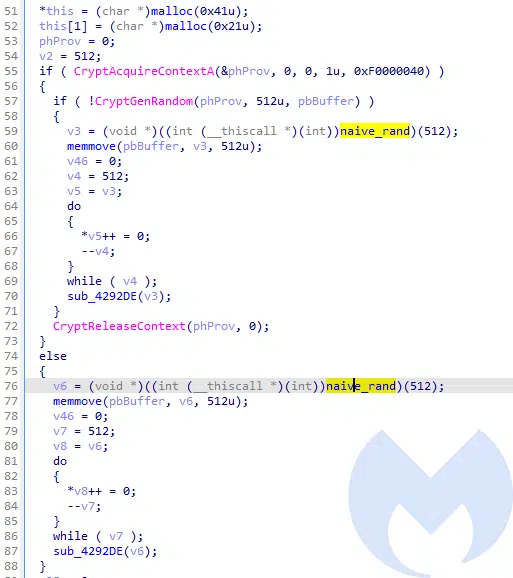 51 *this = (char *)malloc(0x41u);
52 this[1] = (char *)malloc(0x21u);
53 phProv = 0;
54 v2 = 512;
55 if ( CryptAcquireContextA(&phProv, 0, 0, 1u, 0xF0000040) )
56 {
57 if ( !CryptGenRandom(phProv, 512u, pbBuffer) )
58 {
59 v3 = (void *)((int (__thiscall *)(int))naive_rand)(512);
60 memmove(pbBuffer, v3, 512u);
61 v46 = 0;
62 v4 = 512;
63 v5 = v3;
64 do
65 {
66 *v5++ = 0;
67 --v4;
68 }
69 while ( v4 );
70 sub_4292DE(v3);
71 }
72 CryptReleaseContext(phProv, 0);
73 }
74 else
75 {
76 v6 = (void *)((int (__thiscall *)(int))naive_rand)(512);
77 memmove(pbBuffer, v6, 512u);
78 v46 = 0;
79 v7 = 512;
80 v8 = v6;
81 do
82 {
83 *v8++ = 0;
84 --v7;
85 }
86 while ( v7 );
87 sub_4292DE(v6);
88 }